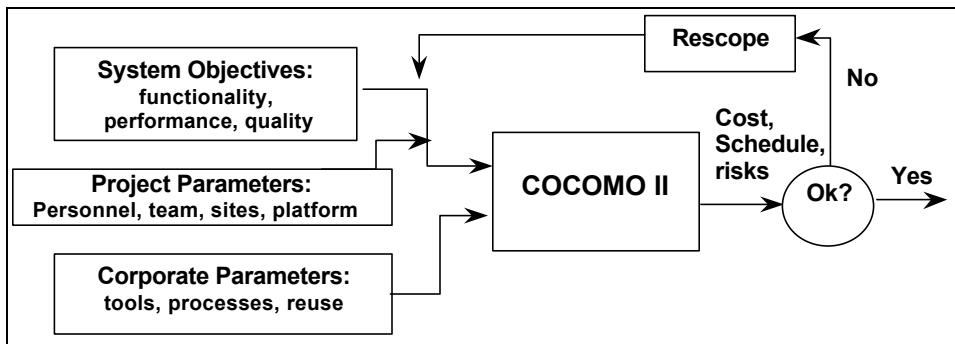 Rescope
System Objectives:
functionality,
performance, quality
No
Cost,
Schedule,
risks
Project Parameters:
Personnel, team, sites, platform
COCOMO II
Ok?
Yes
Corporate Parameters:
tools, processes, reuse